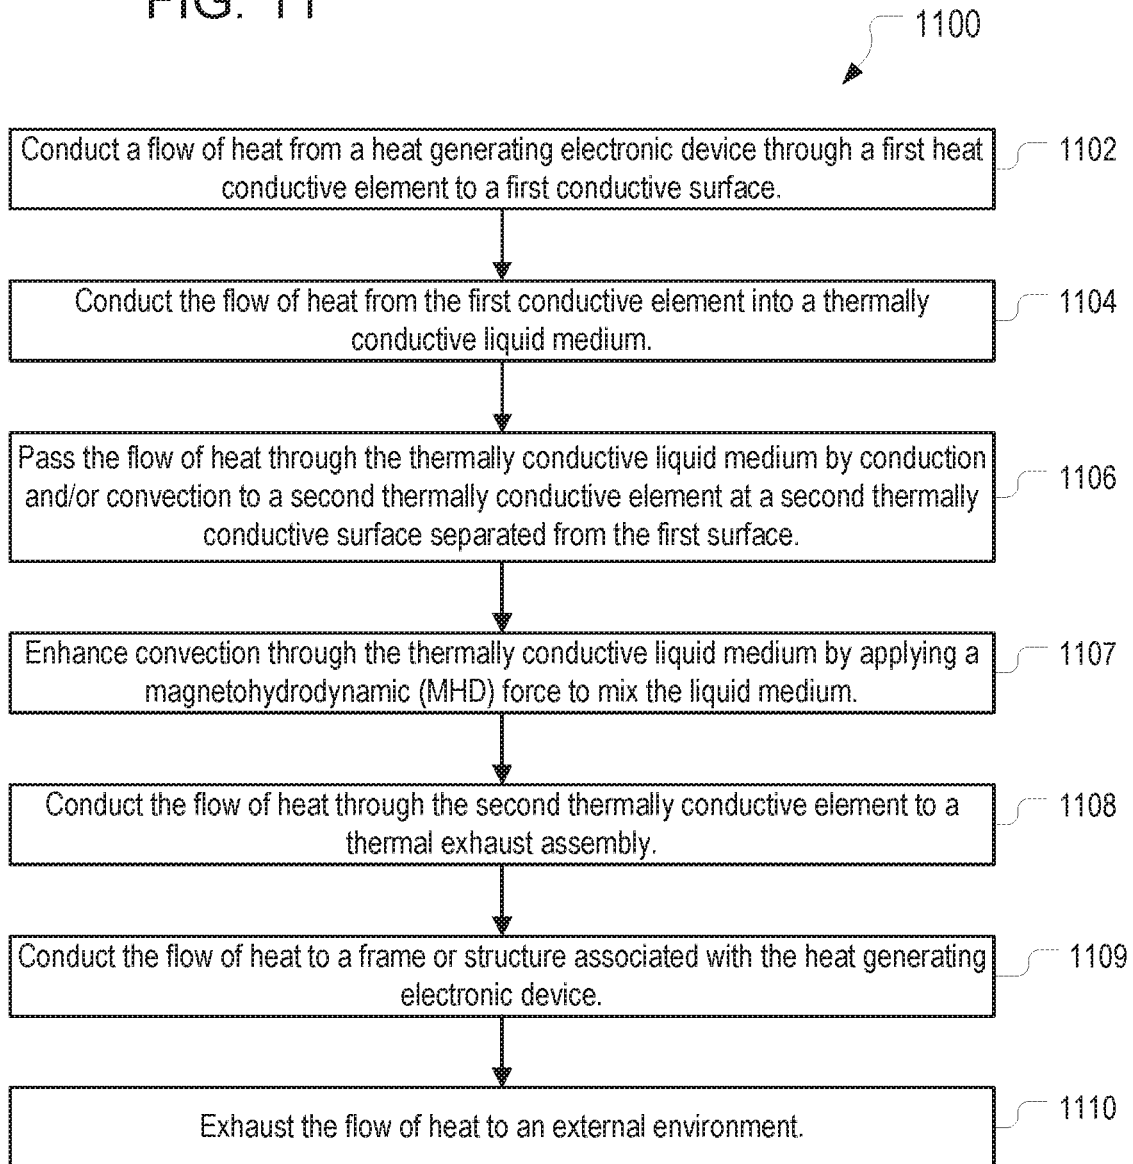 FIG. 11
1100
Conduct a flow of heat from a heat generating electronic device through a first heat
conductive element to a first conductive surface.
1102
Conduct the flow of heat from the first conductive element into a thermally
conductive liquid medium.
1104
Pass the flow of heat through the thermally conductive liquid medium by conduction
and/or convection to a second thermally conductive element at a second thermally
conductive surface separated from the first surface.
1106
Enhance convection through the thermally conductive liquid medium by applying a
magnetohydrodynamic (MHD) force to mix the liquid medium.
1107
Conduct the flow of heat through the second thermally conductive element to a
thermal exhaust assembly.
1108
Conduct the flow of heat to a frame or structure associated with the heat generating
electronic device.
1109
Exhaust the flow of heat to an external environment.
1110